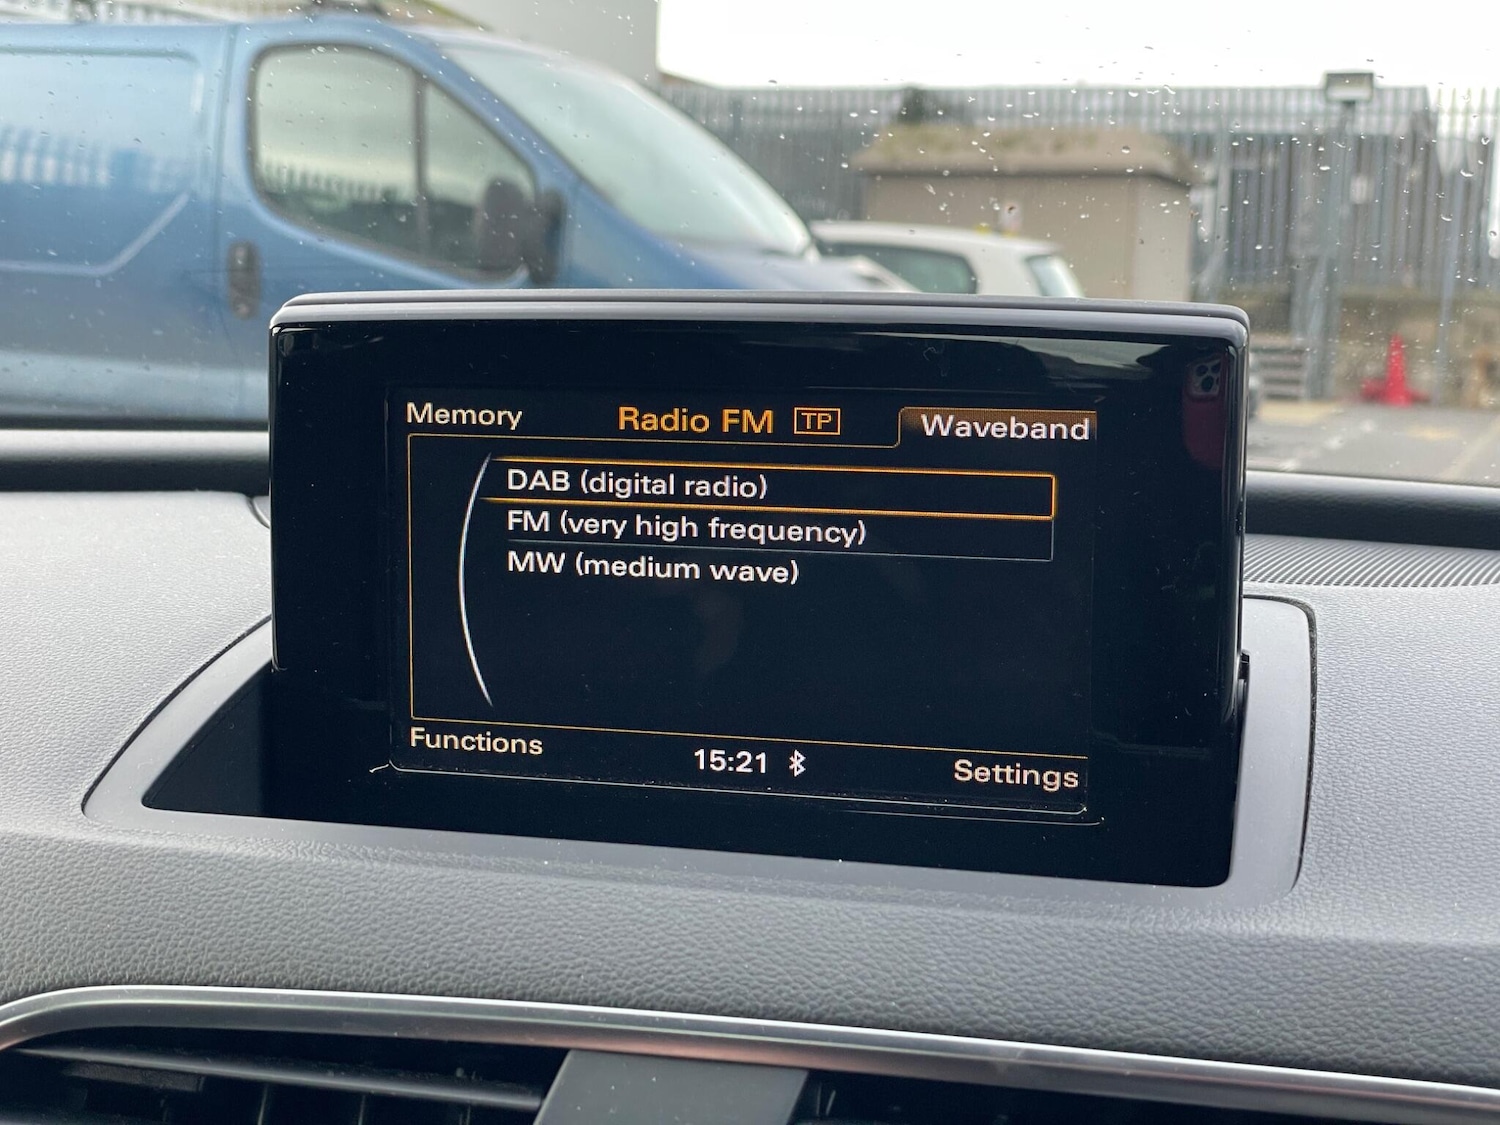 Memory
Radio FM TP
Waveband
DAB (digital radio)
FM (very high frequency)
MW (medium wave)
Functions
15:21
Settings